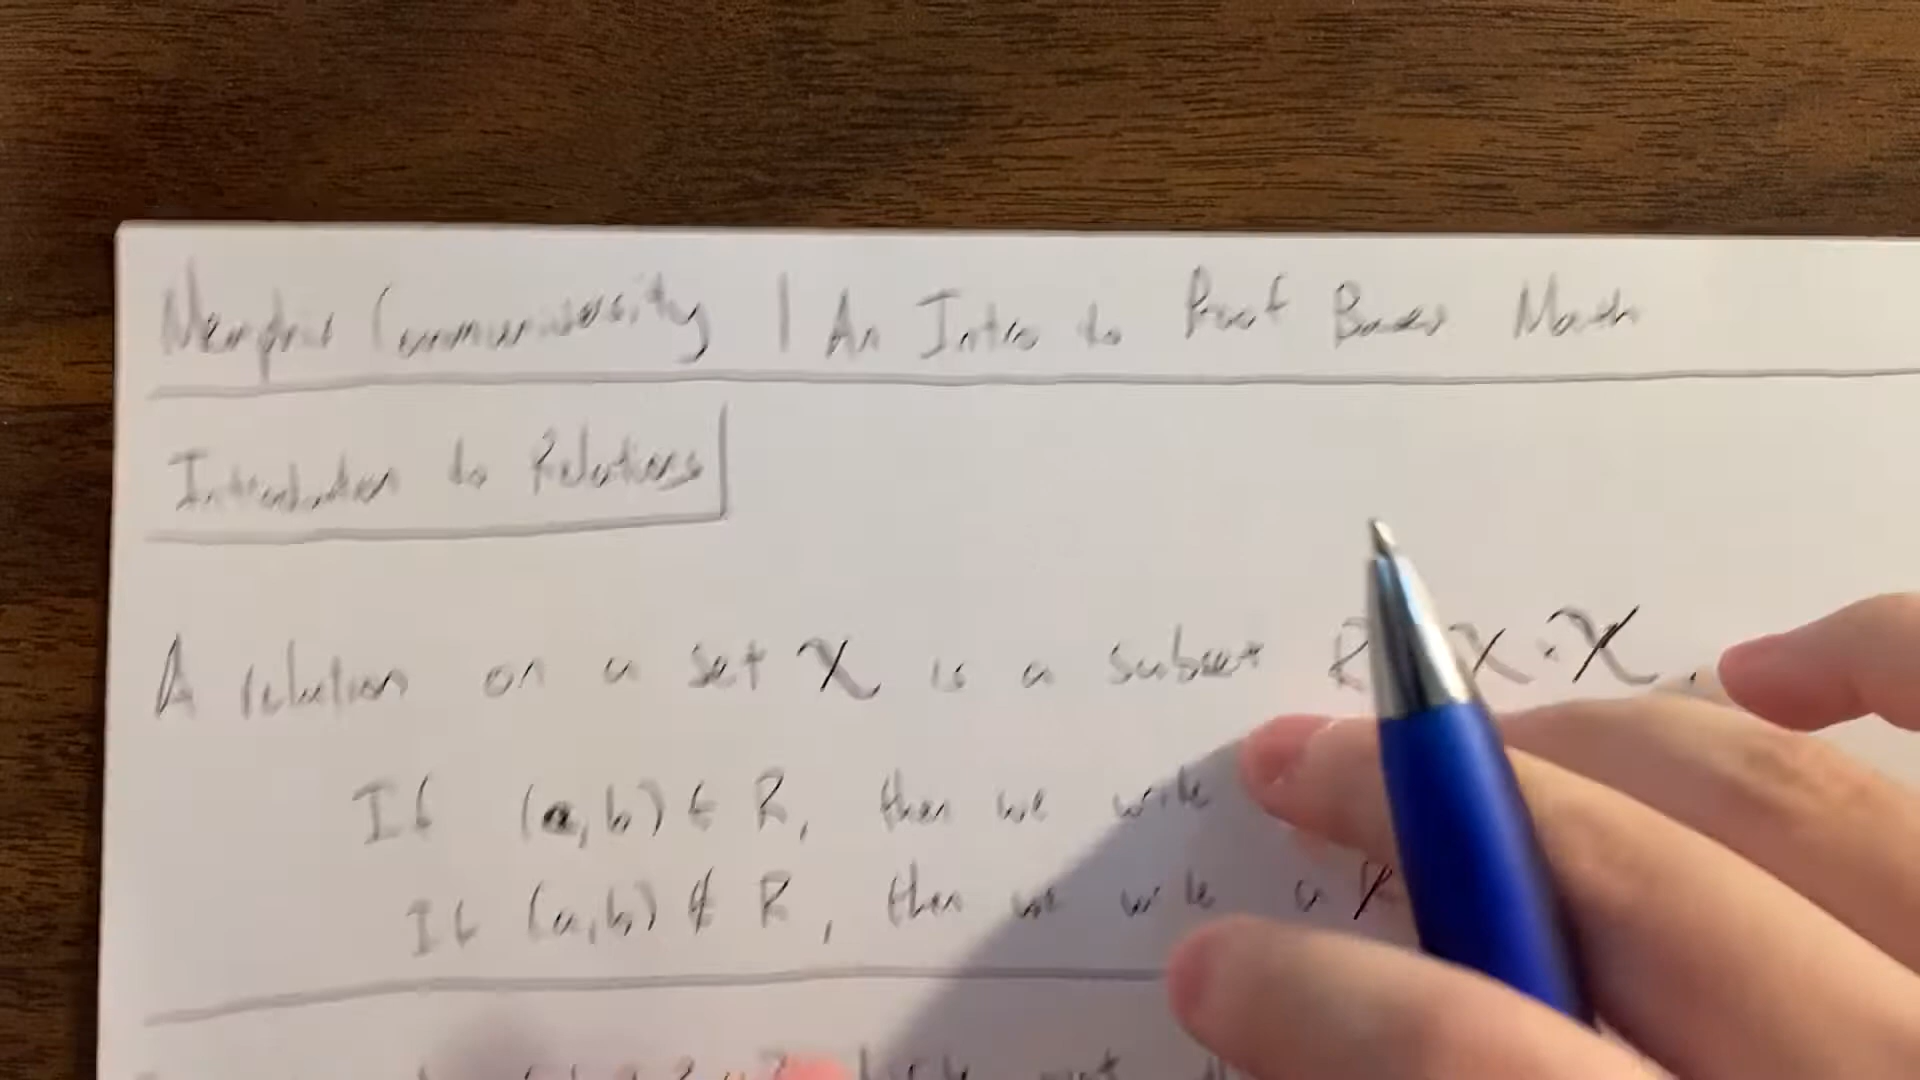 Memphis Communiversity | An Intro to Proof Based Math
Introduction to Relations
A relation on a set X is a subset R X × X.
If (a,b) ∈ R, then we write
If (a,b) ∉ R, then we write a